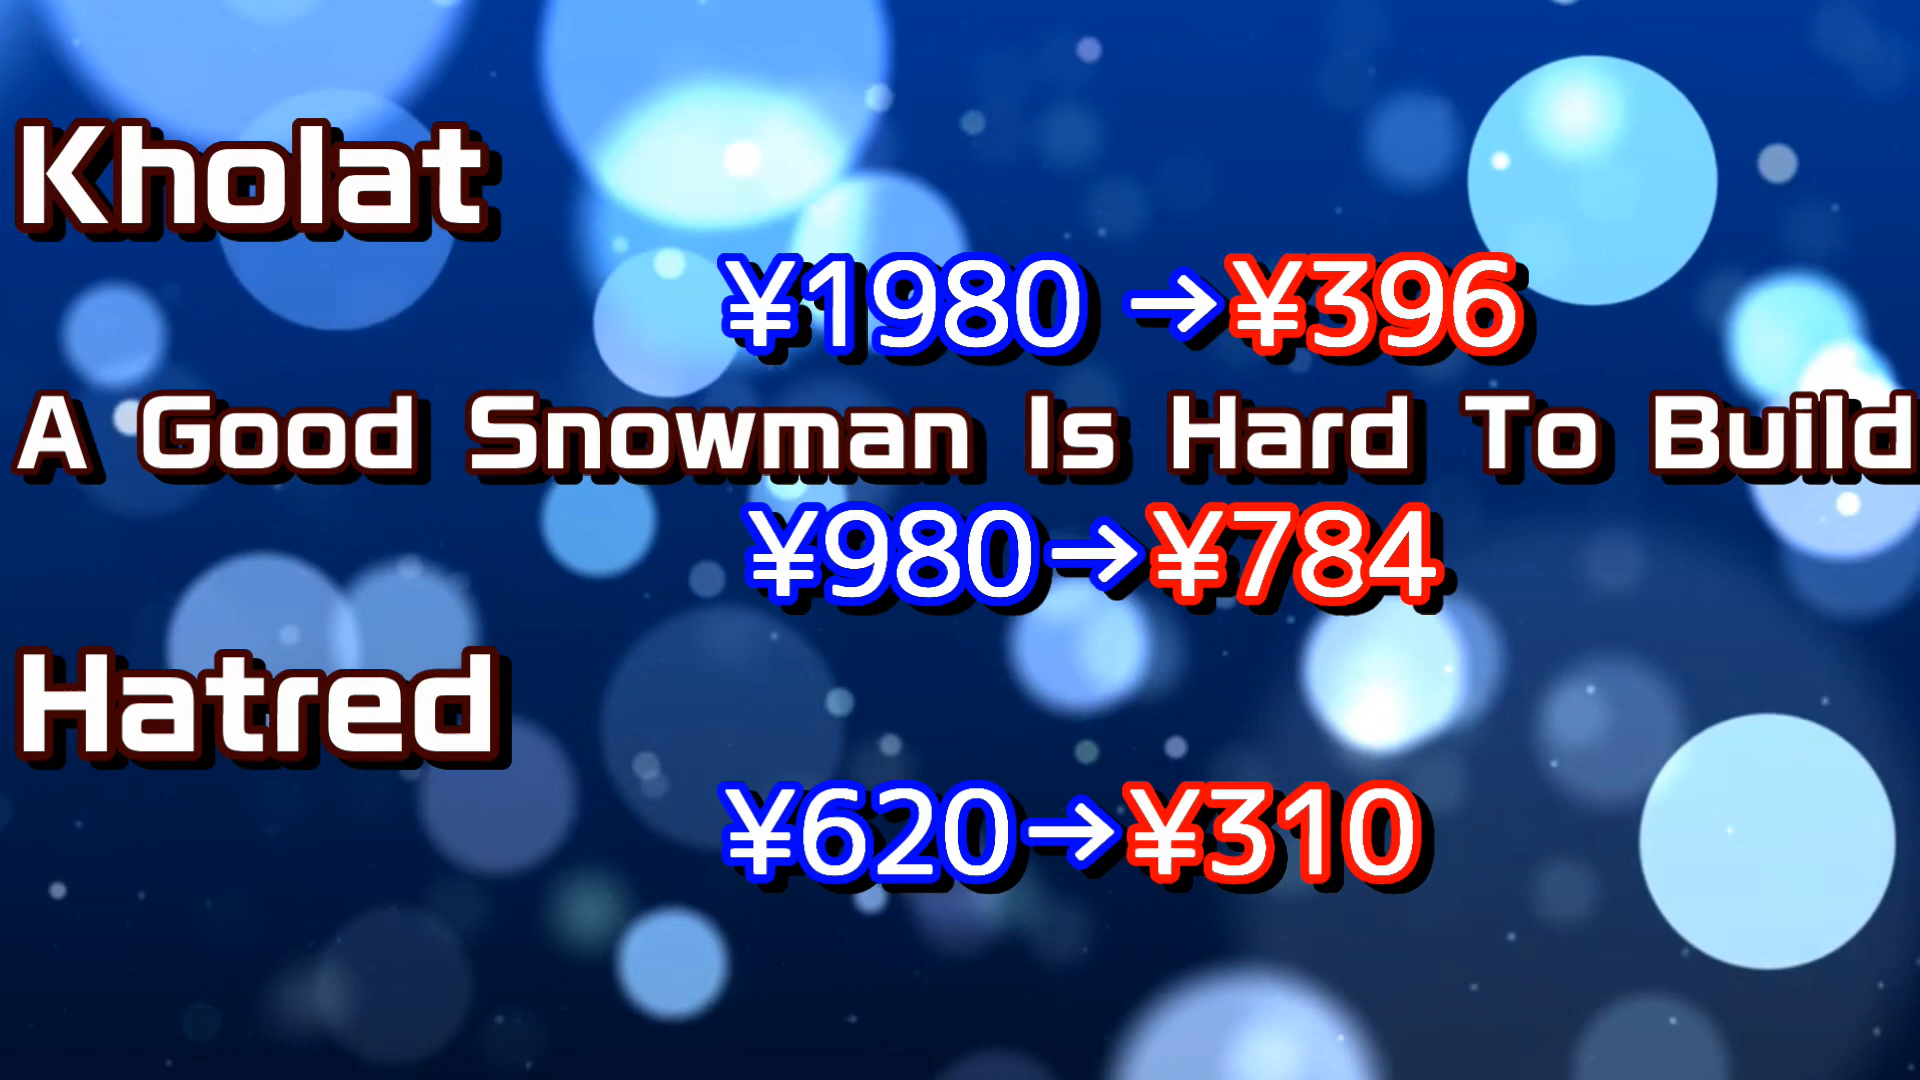 Kholat
¥1980 →¥396
A Good Snowman Is Hard To Build
¥980→¥784
Hatred
¥620→¥310